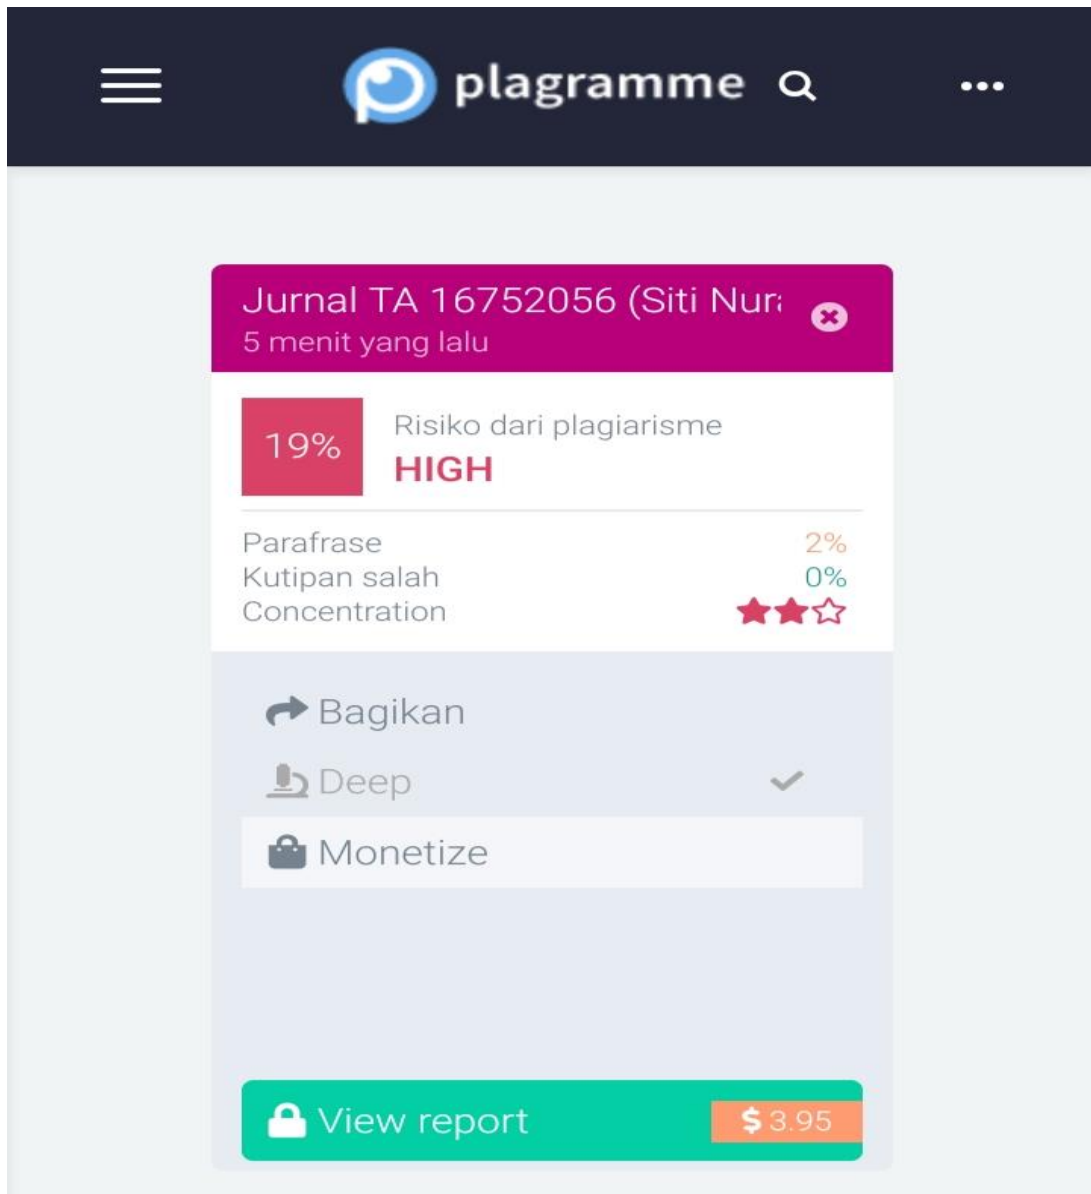 plagramme
Jurnal TA 16752056 (Siti Nur
5 menit yang lalu
19%
Risiko dari plagiarisme
HIGH
Parafrase 2%
Kutipan salah 0%
Concentration
Bagikan
Deep
Monetize
View report $ 3.95